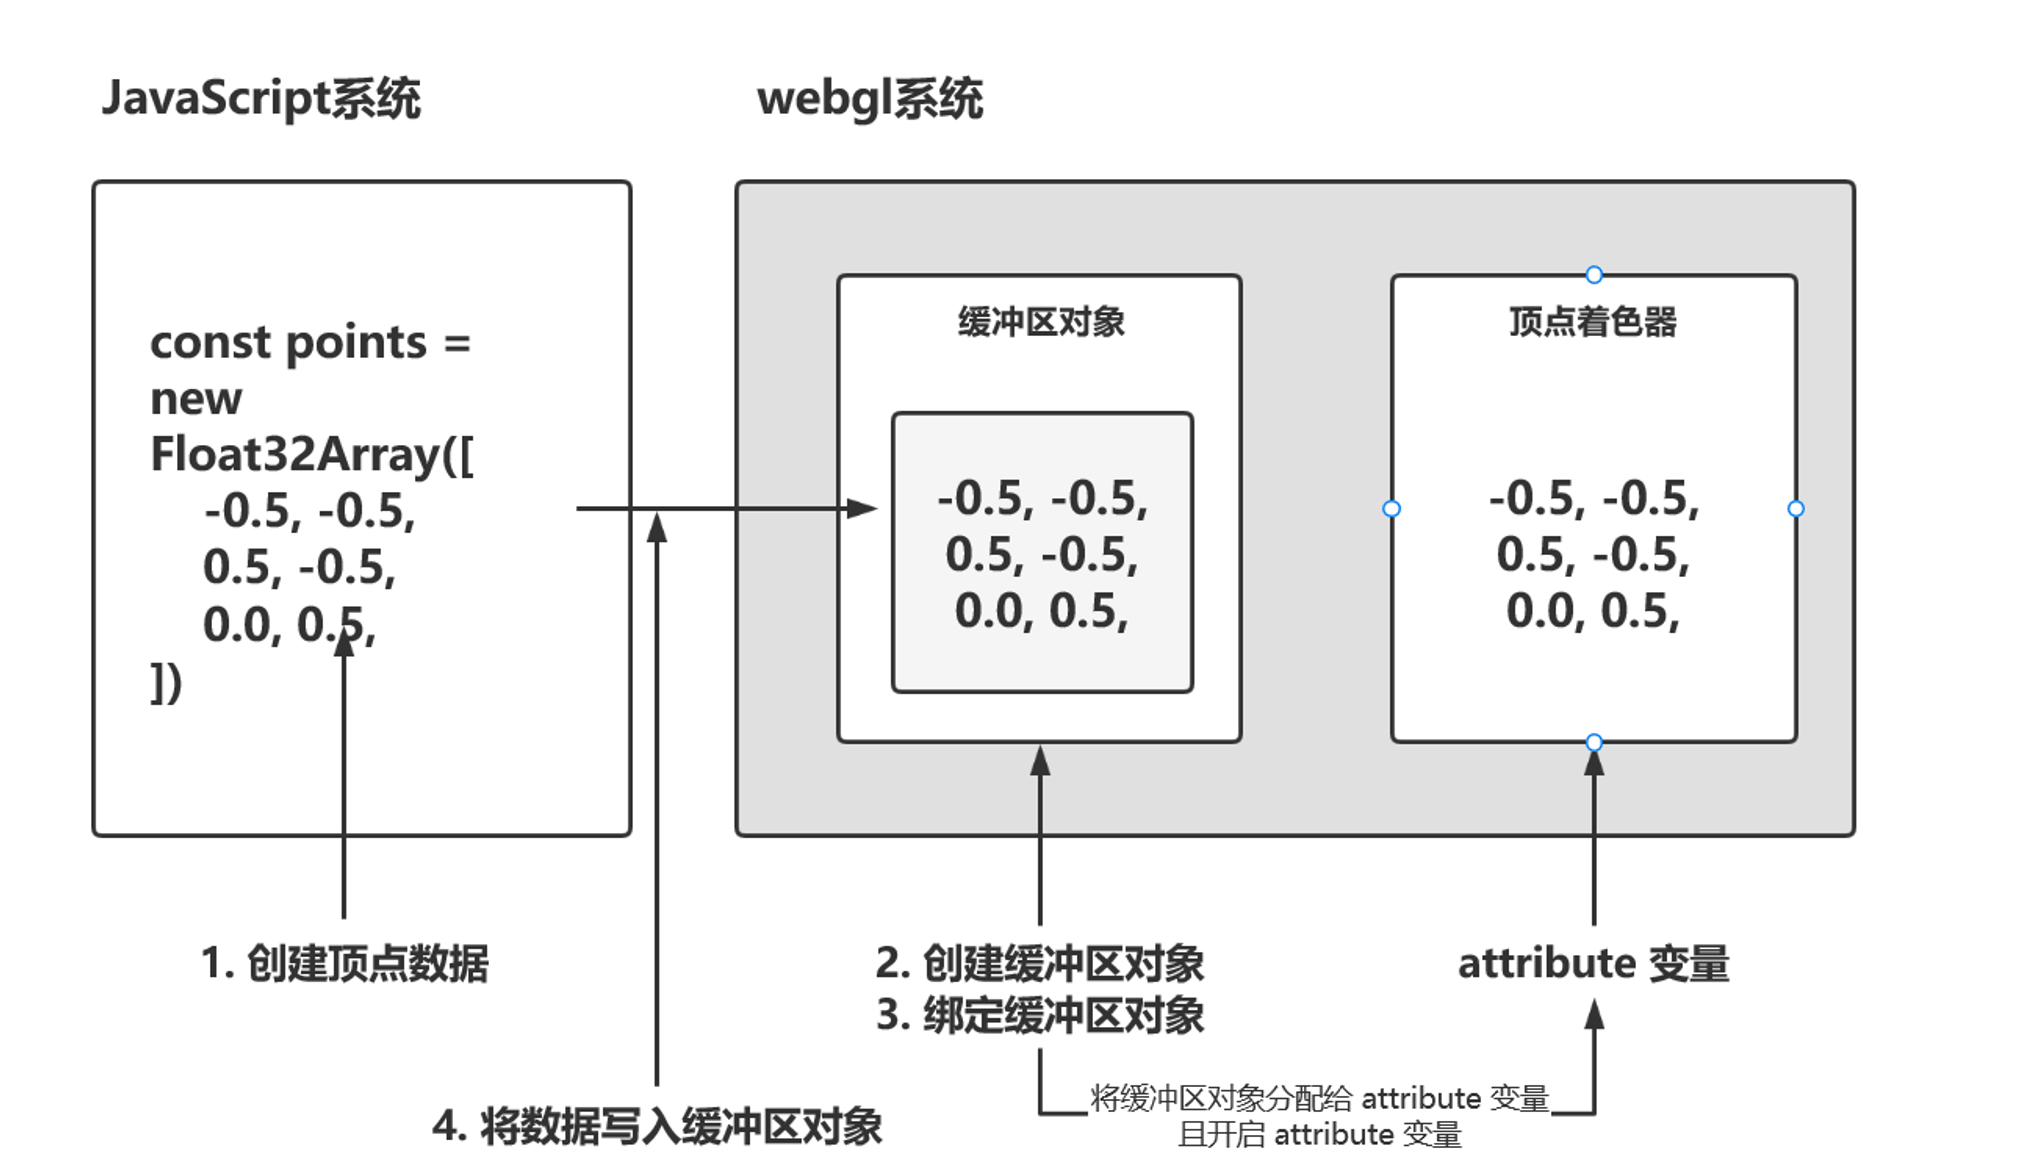 JavaScript系统
webgl系统
const points =
new
Float32Array([
-0.5, -0.5,
0.5, -0.5,
0.0, 0.5,
])
缓冲区对象
-0.5, -0.5,
0.5, -0.5,
0.0, 0.5,
顶点着色器
-0.5, -0.5,
0.5, -0.5,
0.0, 0.5,
1. 创建顶点数据
2. 创建缓冲区对象
3. 绑定缓冲区对象
attribute 变量
4. 将数据写入缓冲区对象
将缓冲区对象分配给 attribute 变量
且开启 attribute 变量